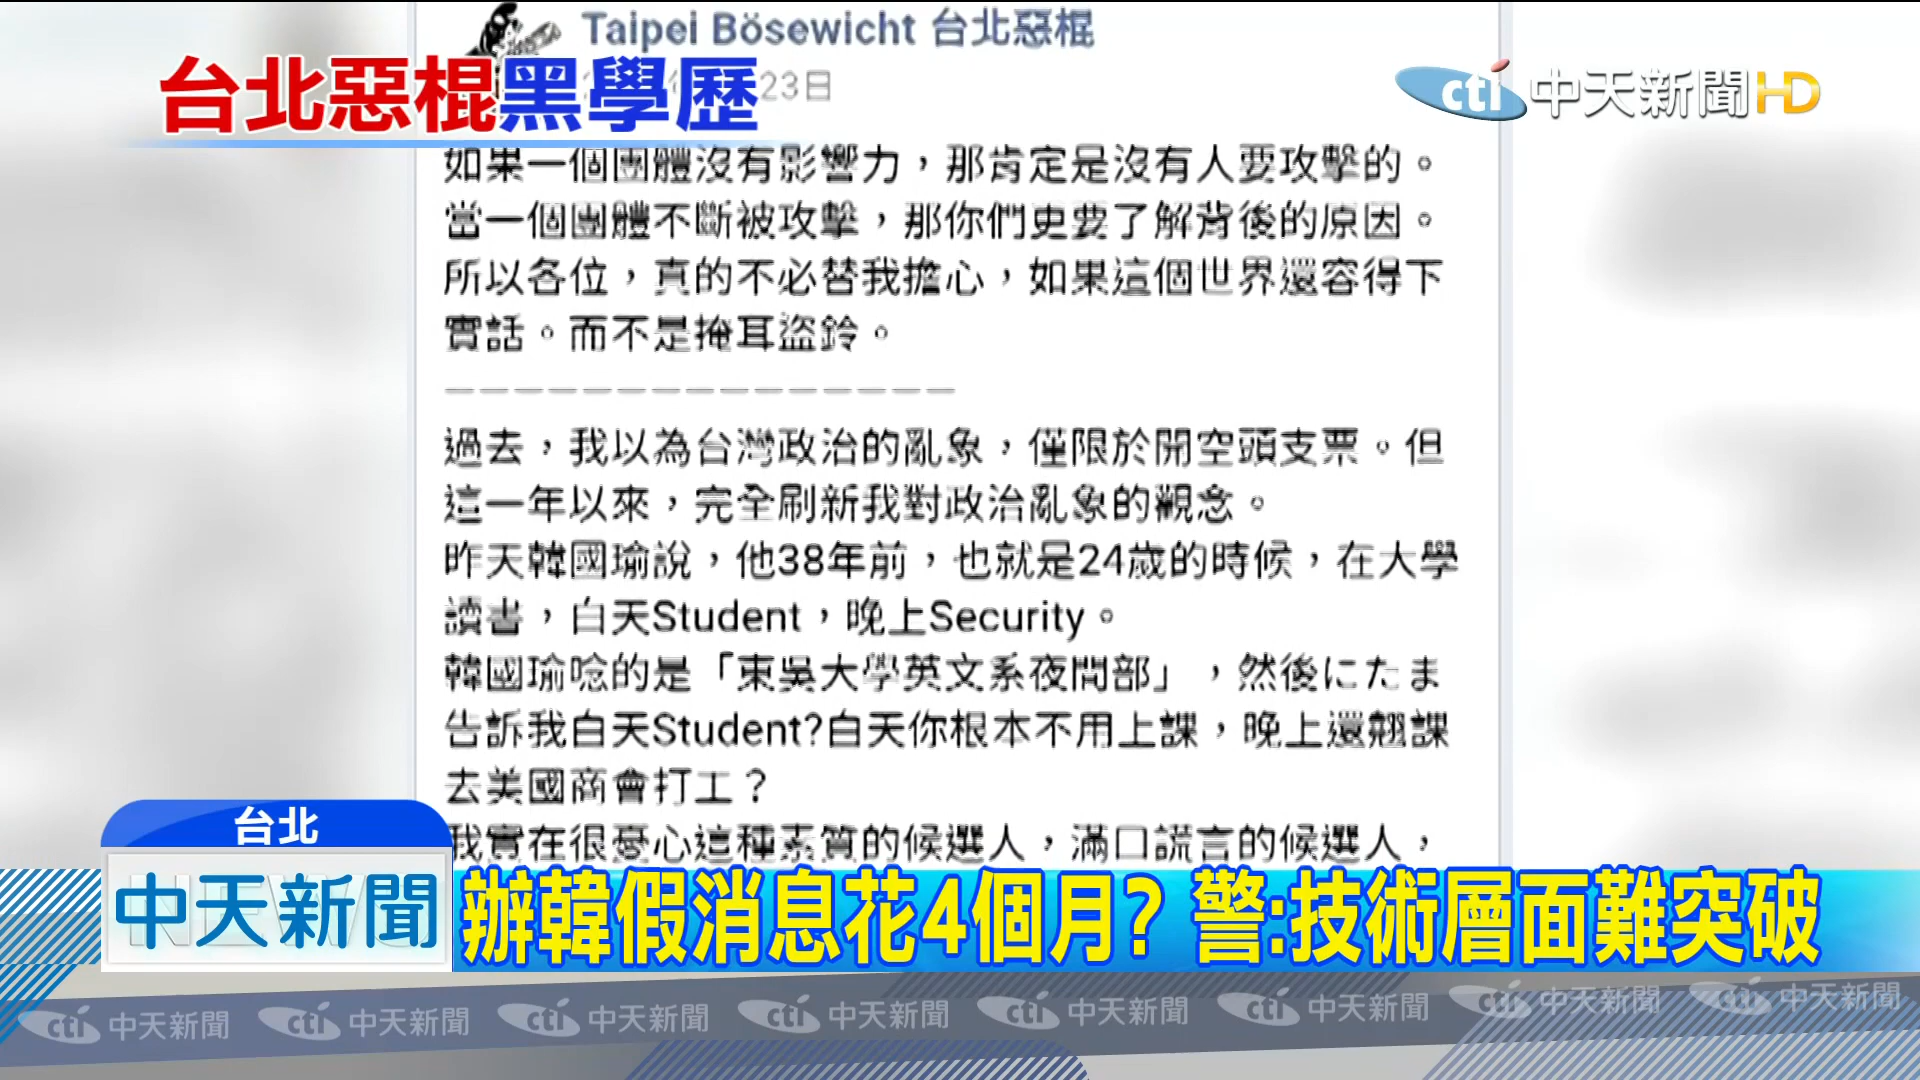 Taipei Bösewicht 台北惡棍
23日
台北惡棍黑學歷
cti 中天新聞HD
如果一個團體沒有影響力，那肯定是沒有人要攻擊的。
當一個團體不斷被攻擊，那你們更要了解背後的原因。
所以各位，真的不必替我擔心，如果這個世界還容得下
實話。而不是掩耳盜鈴。
———————————————
過去，我以為台灣政治的亂象，僅限於開空頭支票。但
這一年以來，完全刷新我對政治亂象的觀念。
昨天韓國瑜說，他38年前，也就是24歲的時候，在大學
讀書，白天Student，晚上Security。
韓國瑜唸的是「東吳大學英文系夜間部」，然後にたま
告訴我白天Student?白天你根本不用上課，晚上還翹課
去美國商會打工？
我實在很憂心這種素質的候選人，滿口謊言的候選人，
台北
中天新聞
辦韓假消息花4個月? 警:技術層面難突破
cti 中天新聞 cti 中天新聞 cti 中天新聞 cti 中天新聞 cti 中天新聞 cti 中天新聞 cti 中天新聞 cti 中天新聞